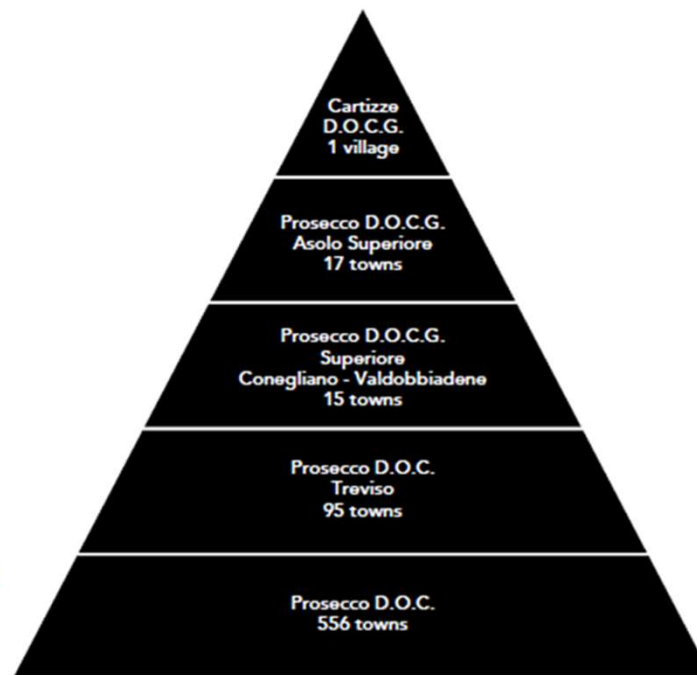 Cartizze
D.O.C.G.
1 village
Prosecco D.O.C.G.
Asolo Superiore
17 towns
Prosecco D.O.C.G.
Superiore
Conegliano - Valdobbiadene
15 towns
Prosecco D.O.C.
Treviso
95 towns
Prosecco D.O.C.
556 towns